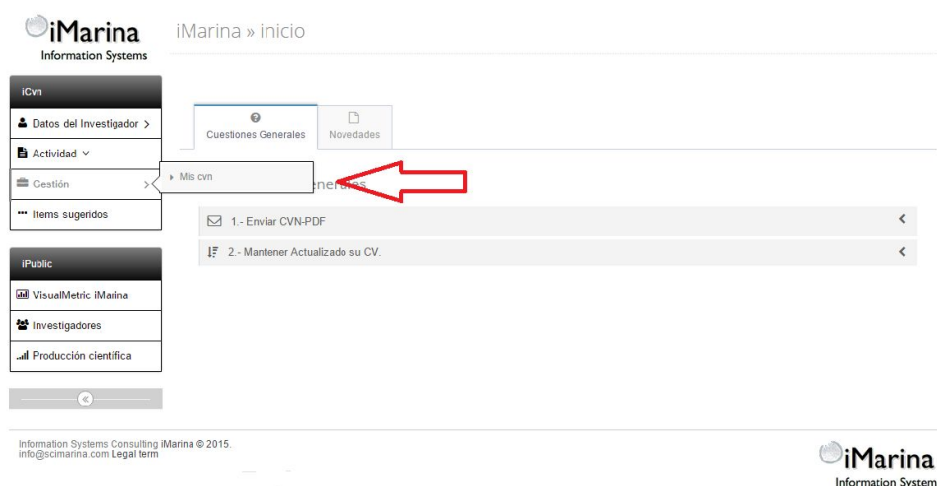 iMarina
Information Systems
iMarina » inicio
iCvn
Datos del Investigador
Actividad
Gestión
Mis cvn
Items sugeridos
Cuestiones Generales
Novedades
1.- Enviar CVN-PDF
2.- Mantener Actualizado su CV.
iPublic
VisualMetric iMarina
Investigadores
Producción científica
Information Systems Consulting iMarina © 2015.
info@scimarina.com Legal term
iMarina
Information System